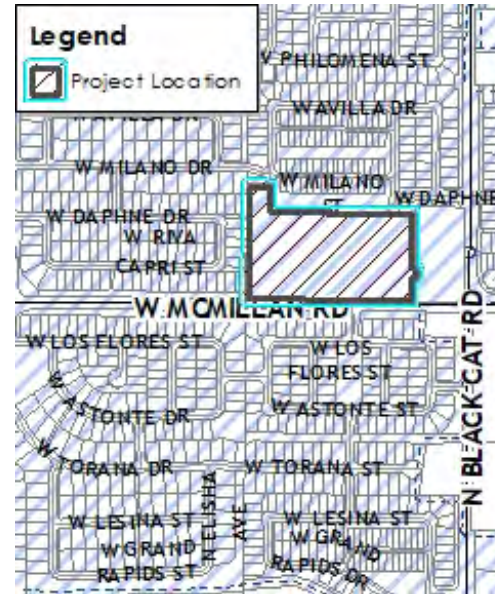 Legend
Project Location
W PHILOMENA ST
W AVILLA DR
W AVILLA DR
W MILANO DR
W MILANO
ST
W DAPHNE
W DAPHNE DR
W RIVA
CAPRI ST
W MCMILLAN RD
W LOS FLORES ST
W LOS
FLORES ST
W ASTONTE DR
W ASTONTE ST
W TORANA DR
W TORANA ST
N BLACK CAT RD
N ELISHA
AVE
W LESINA ST
W LESINA ST
W GRAND
RAPIDS ST
W GRAND
RAPIDS DR